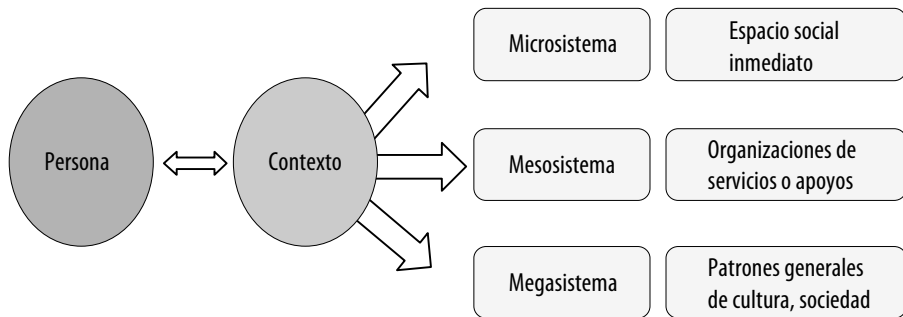 Persona
Contexto
Microsistema
Espacio social
inmediato
Mesosistema
Organizaciones de
servicios o apoyos
Megasistema
Patrones generales
de cultura, sociedad